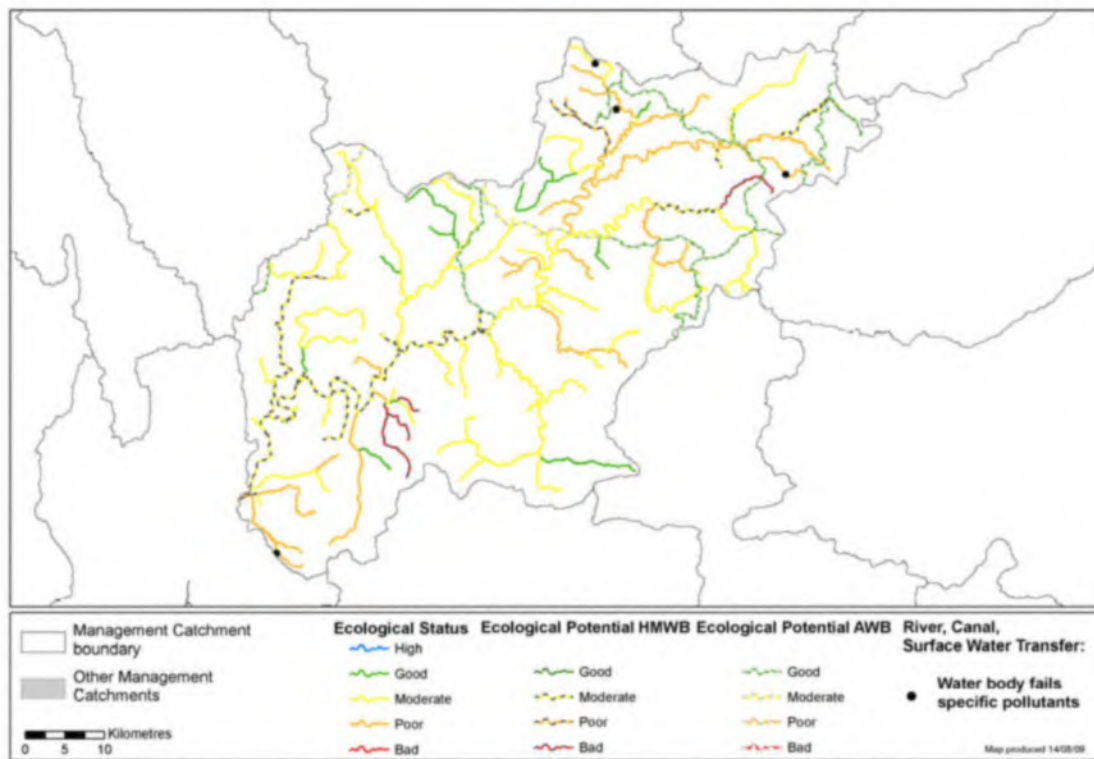 Management Catchment
boundary
Other Management
Catchments
Kilometres
0 5 10
Ecological Status
High
Good
Moderate
Poor
Bad
Ecological Potential HMWB
Good
Moderate
Poor
Bad
Ecological Potential AWB
Good
Moderate
Poor
Bad
River, Canal,
Surface Water Transfer:
Water body fails
specific pollutants
Map produced 14/08/09